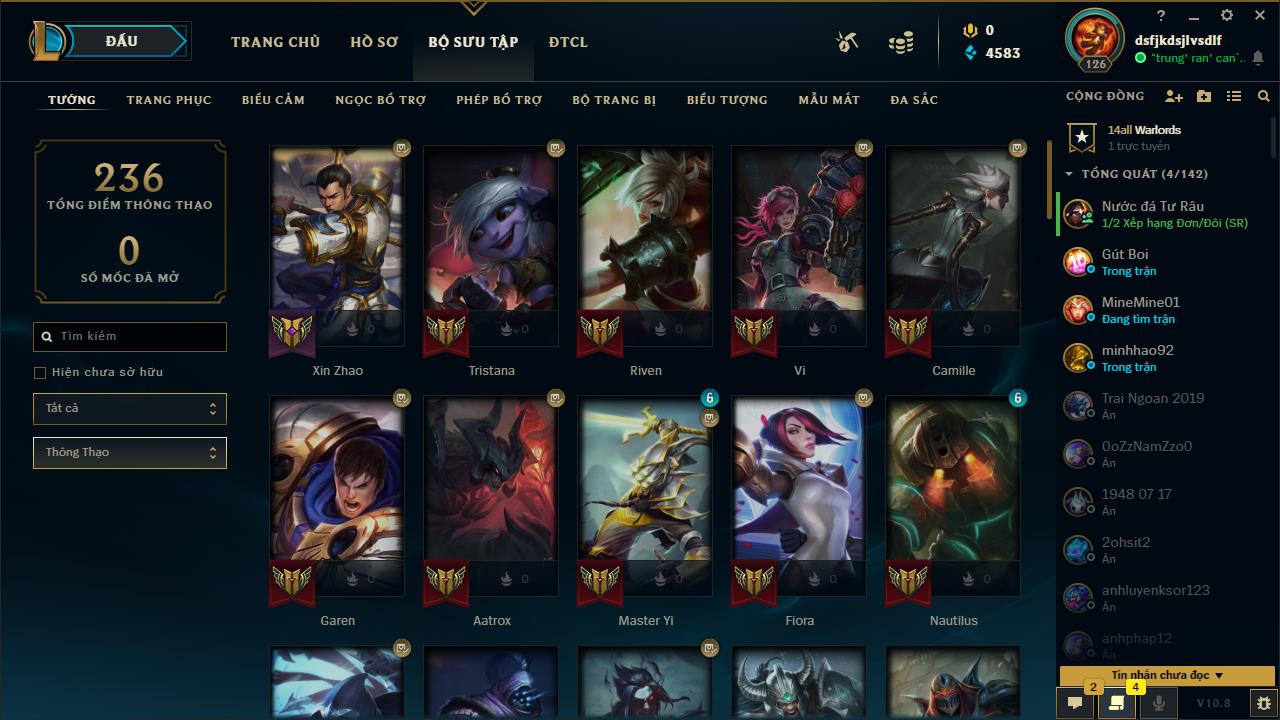 ĐẤU
TRANG CHỦ
HỒ SƠ
BỘ SƯU TẬP
ĐTCL
0
4583
126
?
dsfjkdsjlvsdlf
"trung' ran' can`..
TƯỚNG
TRANG PHỤC
BIỂU CẢM
NGỌC BỔ TRỢ
PHÉP BỔ TRỢ
BỘ TRANG BỊ
BIỂU TƯỢNG
MẪU MẮT
ĐA SẮC
236
TỔNG ĐIỂM THÔNG THẠO
0
SỐ MỐC ĐÃ MỞ
Tìm kiếm
Hiện chưa sở hữu
Tất cả
Thông Thạo
0
0
0
0
0
Xin Zhao
Tristana
Riven
Vi
Camille
6
6
0
0
0
0
0
Garen
Aatrox
Master Yi
Fiora
Nautilus
CỘNG ĐỒNG
14all Warlords
1 trực tuyến
TỔNG QUÁT (4/142)
Nước đá Tư Râu
1/2 Xếp hạng Đơn/Đôi (SR)
Gút Boi
Trong trận
MineMine01
Đang tìm trận
minhhao92
Trong trận
Trai Ngoan 2019
Ẩn
0oZzNamZzo0
Ẩn
1948 07 17
Ẩn
2ohsit2
Ẩn
anhluyenksor123
Ẩn
anhphap12
Ẩn
Tin nhắn chưa đọc
2
4
V10.8